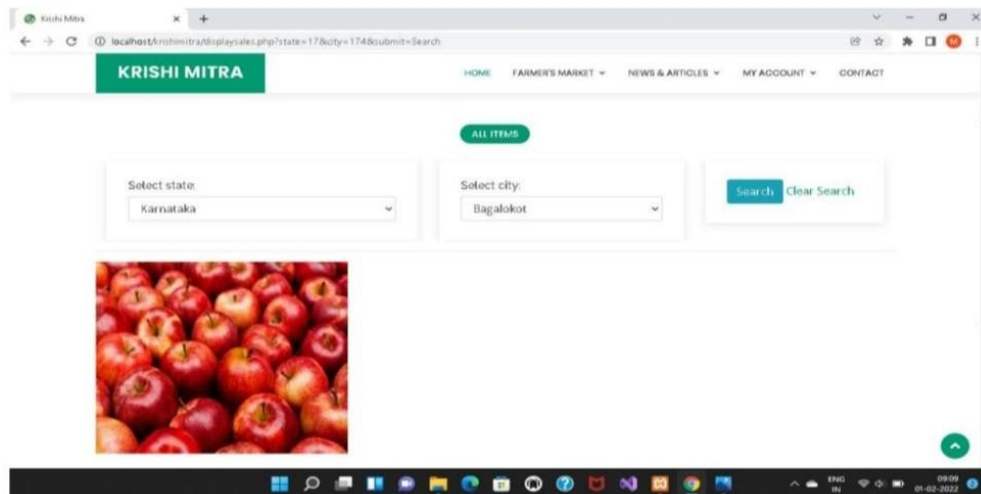 Krishi Mitra
localhost/krishimitra/displaysales.php?state=17&city=174&submit=Search
KRISHI MITRA
HOME FARMER'S MARKET NEWS & ARTICLES MY ACCOUNT CONTACT
ALL ITEMS
Select state:
Karnataka
Select city:
Bagalokot
Search Clear Search
ENG
IN
09:09
01-02-2022